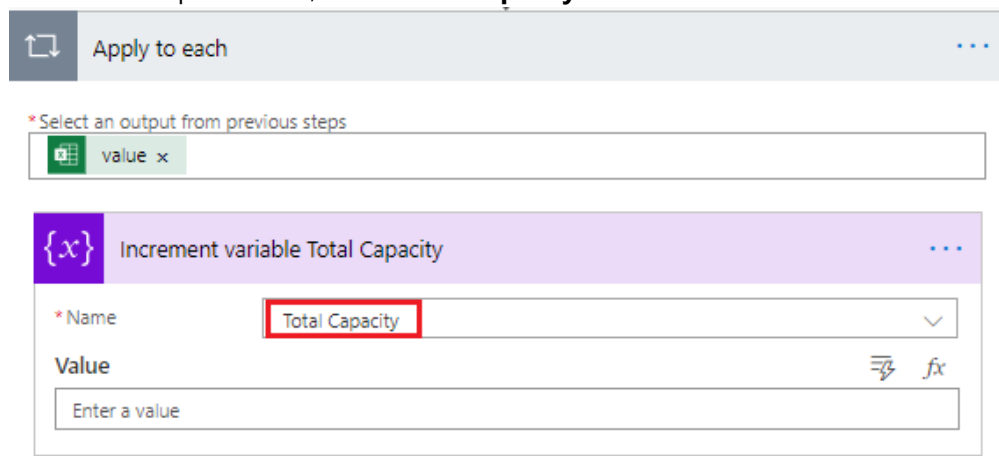 Apply to each
* Select an output from previous steps
value ×
{x} Increment variable Total Capacity
* Name Total Capacity
Value fx
Enter a value